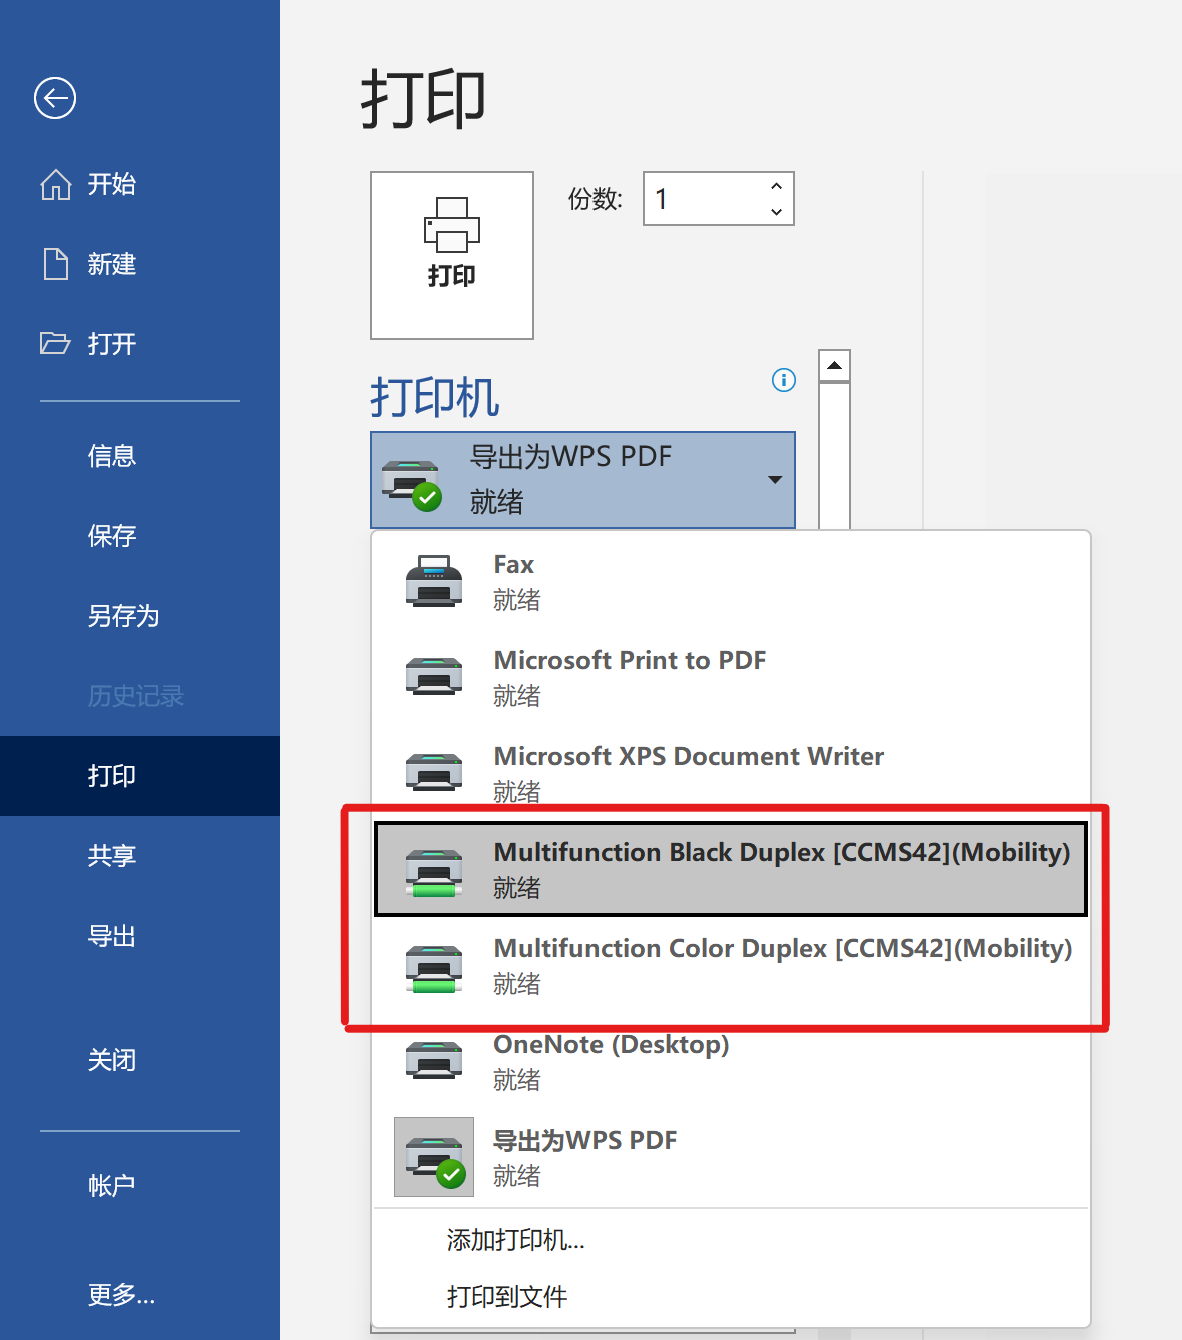 打印
开始
新建
打开
信息
保存
另存为
历史记录
打印
共享
导出
关闭
帐户
更多...
打印
份数:
1
打印机
导出为WPS PDF
就绪
Fax
就绪
Microsoft Print to PDF
就绪
Microsoft XPS Document Writer
就绪
Multifunction Black Duplex [CCMS42](Mobility)
就绪
Multifunction Color Duplex [CCMS42](Mobility)
就绪
OneNote (Desktop)
就绪
导出为WPS PDF
就绪
添加打印机...
打印到文件